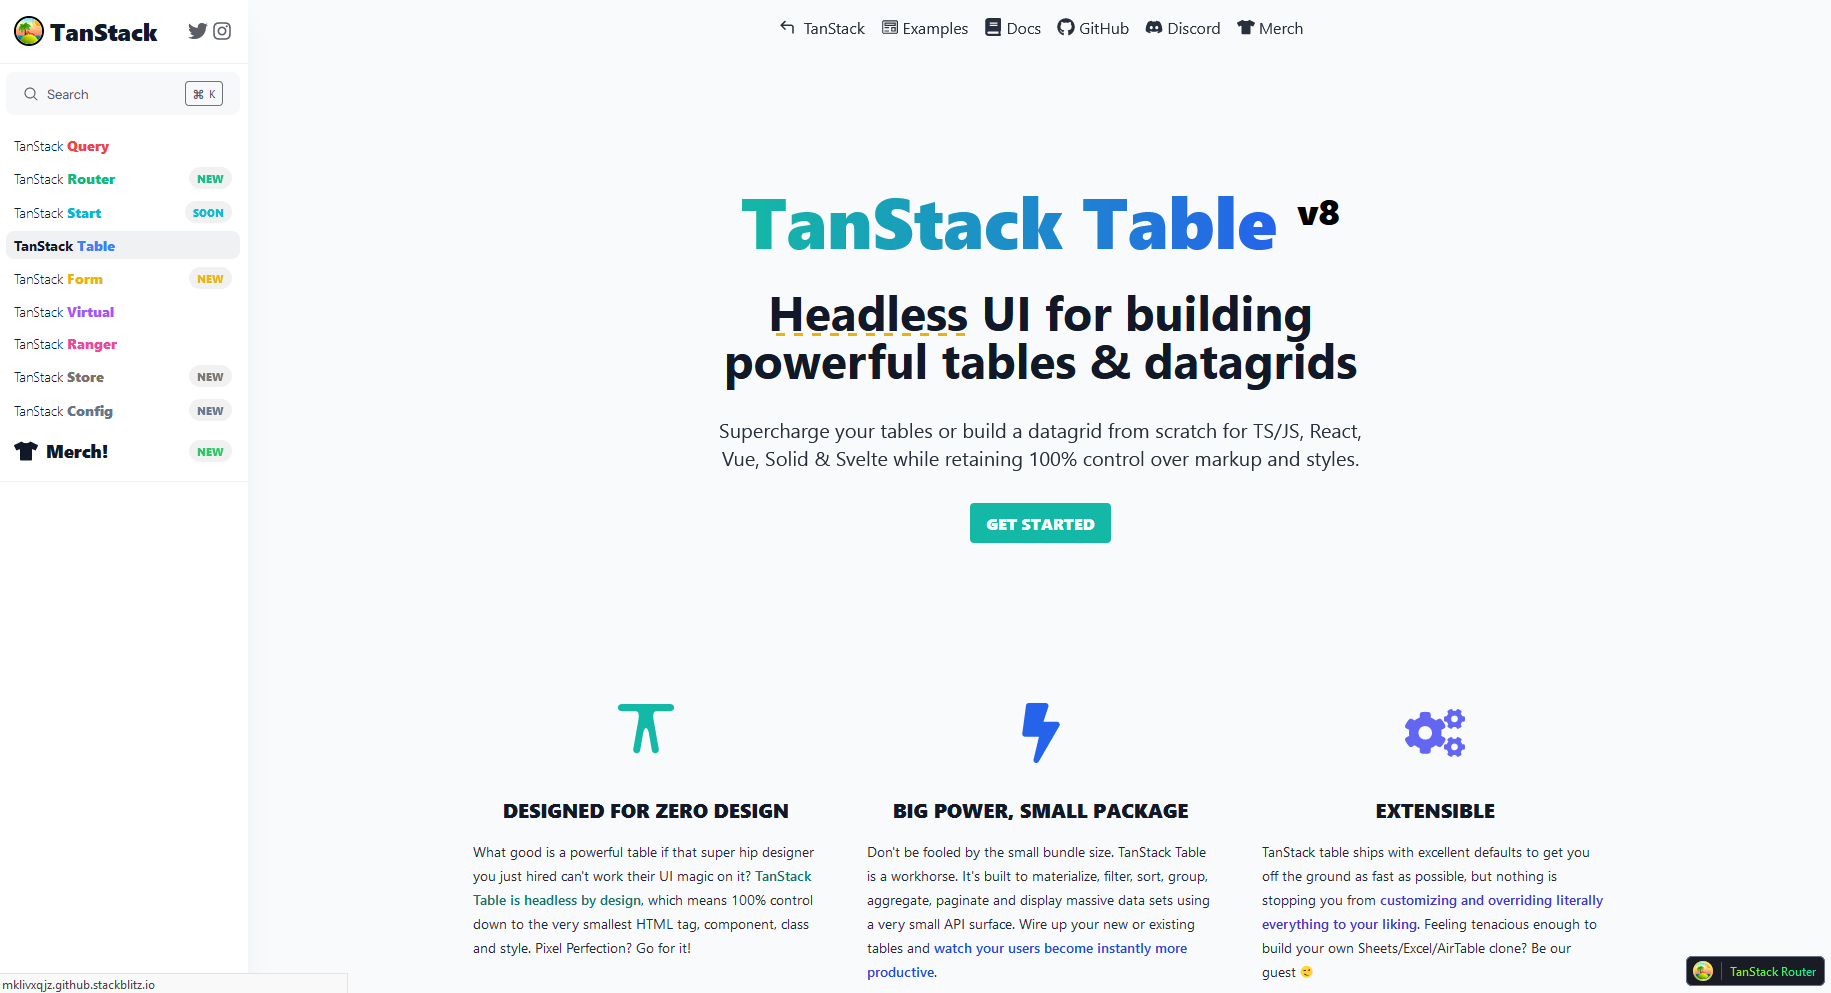 TanStack
Search
⌘ K
TanStack Query
TanStack Router NEW
TanStack Start SOON
TanStack Table
TanStack Form NEW
TanStack Virtual
TanStack Ranger
TanStack Store NEW
TanStack Config NEW
Merch! NEW
TanStack Examples Docs GitHub Discord Merch
TanStack Table v8
Headless UI for building
powerful tables & datagrids
Supercharge your tables or build a datagrid from scratch for TS/JS, React,
Vue, Solid & Svelte while retaining 100% control over markup and styles.
GET STARTED
DESIGNED FOR ZERO DESIGN
What good is a powerful table if that super hip designer
you just hired can't work their UI magic on it? TanStack
Table is headless by design, which means 100% control
down to the very smallest HTML tag, component, class
and style. Pixel Perfection? Go for it!
BIG POWER, SMALL PACKAGE
Don't be fooled by the small bundle size. TanStack Table
is a workhorse. It's built to materialize, filter, sort, group,
aggregate, paginate and display massive data sets using
a very small API surface. Wire up your new or existing
tables and watch your users become instantly more
productive.
EXTENSIBLE
TanStack table ships with excellent defaults to get you
off the ground as fast as possible, but nothing is
stopping you from customizing and overriding literally
everything to your liking. Feeling tenacious enough to
build your own Sheets/Excel/AirTable clone? Be our
guest 😉
TanStack Router
mklivxqjz.github.stackblitz.io